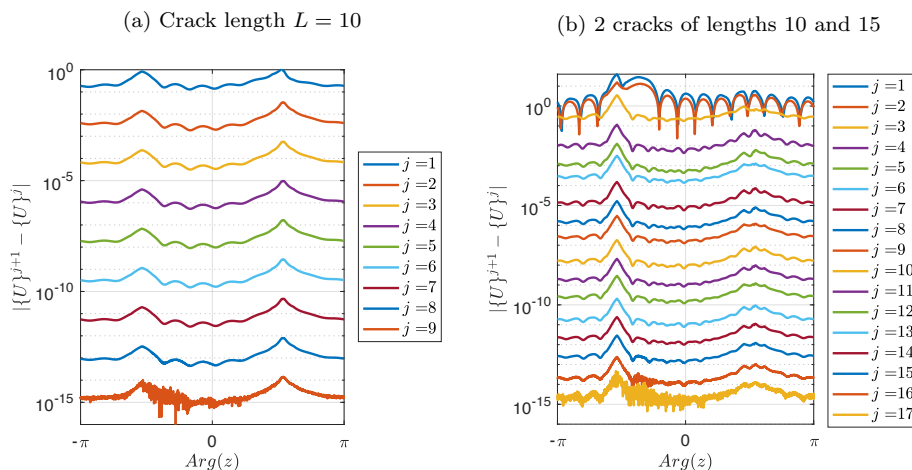 (a) Crack length L = 10
|{U}^{j+1} − {U}^j|
10^0
10^-5
10^-10
10^-15
-π
0
π
Arg(z)
j =1
j =2
j =3
j =4
j =5
j =6
j =7
j =8
j =9
(b) 2 cracks of lengths 10 and 15
|{U}^{j+1} − {U}^j|
10^0
10^-5
10^-10
10^-15
-π
0
π
Arg(z)
j =1
j =2
j =3
j =4
j =5
j =6
j =7
j =8
j =9
j =10
j =11
j =12
j =13
j =14
j =15
j =16
j =17